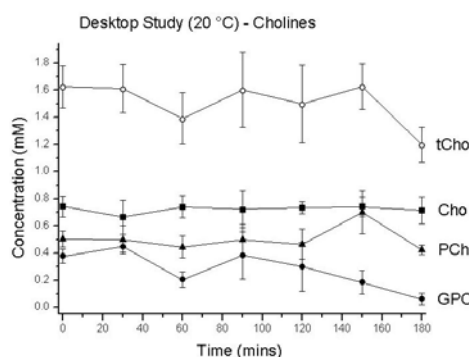 Desktop Study (20 °C) - Cholines
Concentration (mM)
1.8
1.6
1.4
1.2
1.0
0.8
0.6
0.4
0.2
0.0
tCho
Cho
PCh
GPC
0 20 40 60 80 100 120 140 160 180
Time (mins)